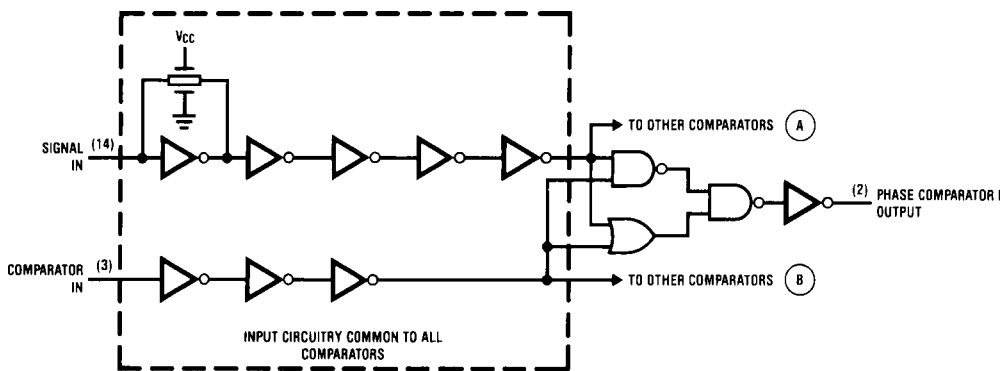 VCC
SIGNAL (14)
IN
TO OTHER COMPARATORS A
(2) PHASE COMPARATOR I
OUTPUT
COMPARATOR (3)
IN
TO OTHER COMPARATORS B
INPUT CIRCUITRY COMMON TO ALL
COMPARATORS